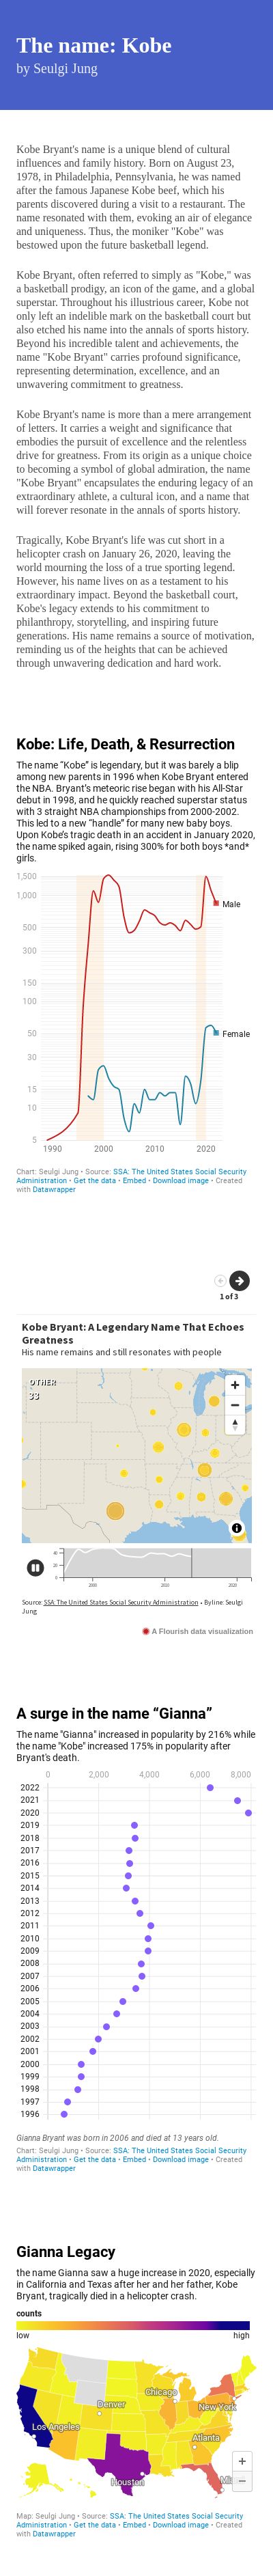 The name: Kobe
by Seulgi Jung
Kobe Bryant's name is a unique blend of cultural
influences and family history. Born on August 23,
1978, in Philadelphia, Pennsylvania, he was named
after the famous Japanese Kobe beef, which his
parents discovered during a visit to a restaurant. The
name resonated with them, evoking an air of elegance
and uniqueness. Thus, the moniker "Kobe" was
bestowed upon the future basketball legend.
Kobe Bryant, often referred to simply as "Kobe," was
a basketball prodigy, an icon of the game, and a global
superstar. Throughout his illustrious career, Kobe not
only left an indelible mark on the basketball court but
also etched his name into the annals of sports history.
Beyond his incredible talent and achievements, the
name "Kobe Bryant" carries profound significance,
representing determination, excellence, and an
unwavering commitment to greatness.
Kobe Bryant's name is more than a mere arrangement
of letters. It carries a weight and significance that
embodies the pursuit of excellence and the relentless
drive for greatness. From its origin as a unique choice
to becoming a symbol of global admiration, the name
"Kobe Bryant" encapsulates the enduring legacy of an
extraordinary athlete, a cultural icon, and a name that
will forever resonate in the annals of sports history.
Tragically, Kobe Bryant's life was cut short in a
helicopter crash on January 26, 2020, leaving the
world mourning the loss of a true sporting legend.
However, his name lives on as a testament to his
extraordinary impact. Beyond the basketball court,
Kobe's legacy extends to his commitment to
philanthropy, storytelling, and inspiring future
generations. His name remains a source of motivation,
reminding us of the heights that can be achieved
through unwavering dedication and hard work.
Kobe: Life, Death, & Resurrection
The name “Kobe” is legendary, but it was barely a blip
among new parents in 1996 when Kobe Bryant entered
the NBA. Bryant’s meteoric rise began with his All-Star
debut in 1998, and he quickly reached superstar status
with 3 straight NBA championships from 2000-2002.
This led to a new “handle” for many new baby boys.
Upon Kobe’s tragic death in an accident in January 2020,
the name spiked again, rising 300% for both boys *and*
girls.
1,500
1,000
500
300
150
100
50
30
15
10
5
Male
Female
1990 2000 2010 2020
Chart: Seulgi Jung • Source: SSA: The United States Social Security
Administration • Get the data • Embed • Download image • Created
with Datawrapper
1 of 3
Kobe Bryant: A Legendary Name That Echoes
Greatness
His name remains and still resonates with people
OTHER
33
40
20
0
2000 2010 2020
Source: SSA: The United States Social Security Administration • Byline: Seulgi
Jung
A Flourish data visualization
A surge in the name “Gianna”
The name "Gianna" increased in popularity by 216% while
the name "Kobe" increased 175% in popularity after
Bryant's death.
0 2,000 4,000 6,000 8,000
2022
2021
2020
2019
2018
2017
2016
2015
2014
2013
2012
2011
2010
2009
2008
2007
2006
2005
2004
2003
2002
2001
2000
1999
1998
1997
1996
Gianna Bryant was born in 2006 and died at 13 years old.
Chart: Seulgi Jung • Source: SSA: The United States Social Security
Administration • Get the data • Embed • Download image • Created
with Datawrapper
Gianna Legacy
the name Gianna saw a huge increase in 2020, especially
in California and Texas after her and her father, Kobe
Bryant, tragically died in a helicopter crash.
counts
low high
Chicago
Denver
New York
Los Angeles
Atlanta
Houston
Map: Seulgi Jung • Source: SSA: The United States Social Security
Administration • Get the data • Embed • Download image • Created
with Datawrapper